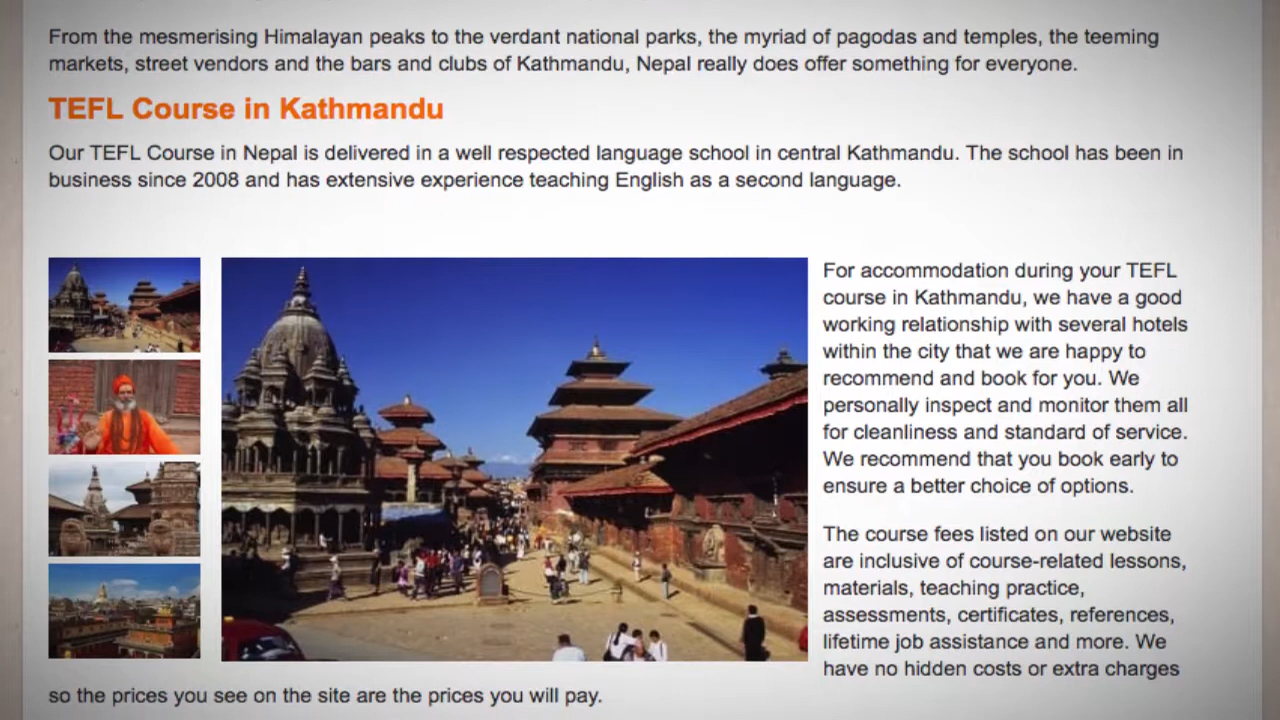 From the mesmerising Himalayan peaks to the verdant national parks, the myriad of pagodas and temples, the teeming
markets, street vendors and the bars and clubs of Kathmandu, Nepal really does offer something for everyone.
TEFL Course in Kathmandu
Our TEFL Course in Nepal is delivered in a well respected language school in central Kathmandu. The school has been in
business since 2008 and has extensive experience teaching English as a second language.
For accommodation during your TEFL
course in Kathmandu, we have a good
working relationship with several hotels
within the city that we are happy to
recommend and book for you. We
personally inspect and monitor them all
for cleanliness and standard of service.
We recommend that you book early to
ensure a better choice of options.
The course fees listed on our website
are inclusive of course-related lessons,
materials, teaching practice,
assessments, certificates, references,
lifetime job assistance and more. We
have no hidden costs or extra charges
so the prices you see on the site are the prices you will pay.